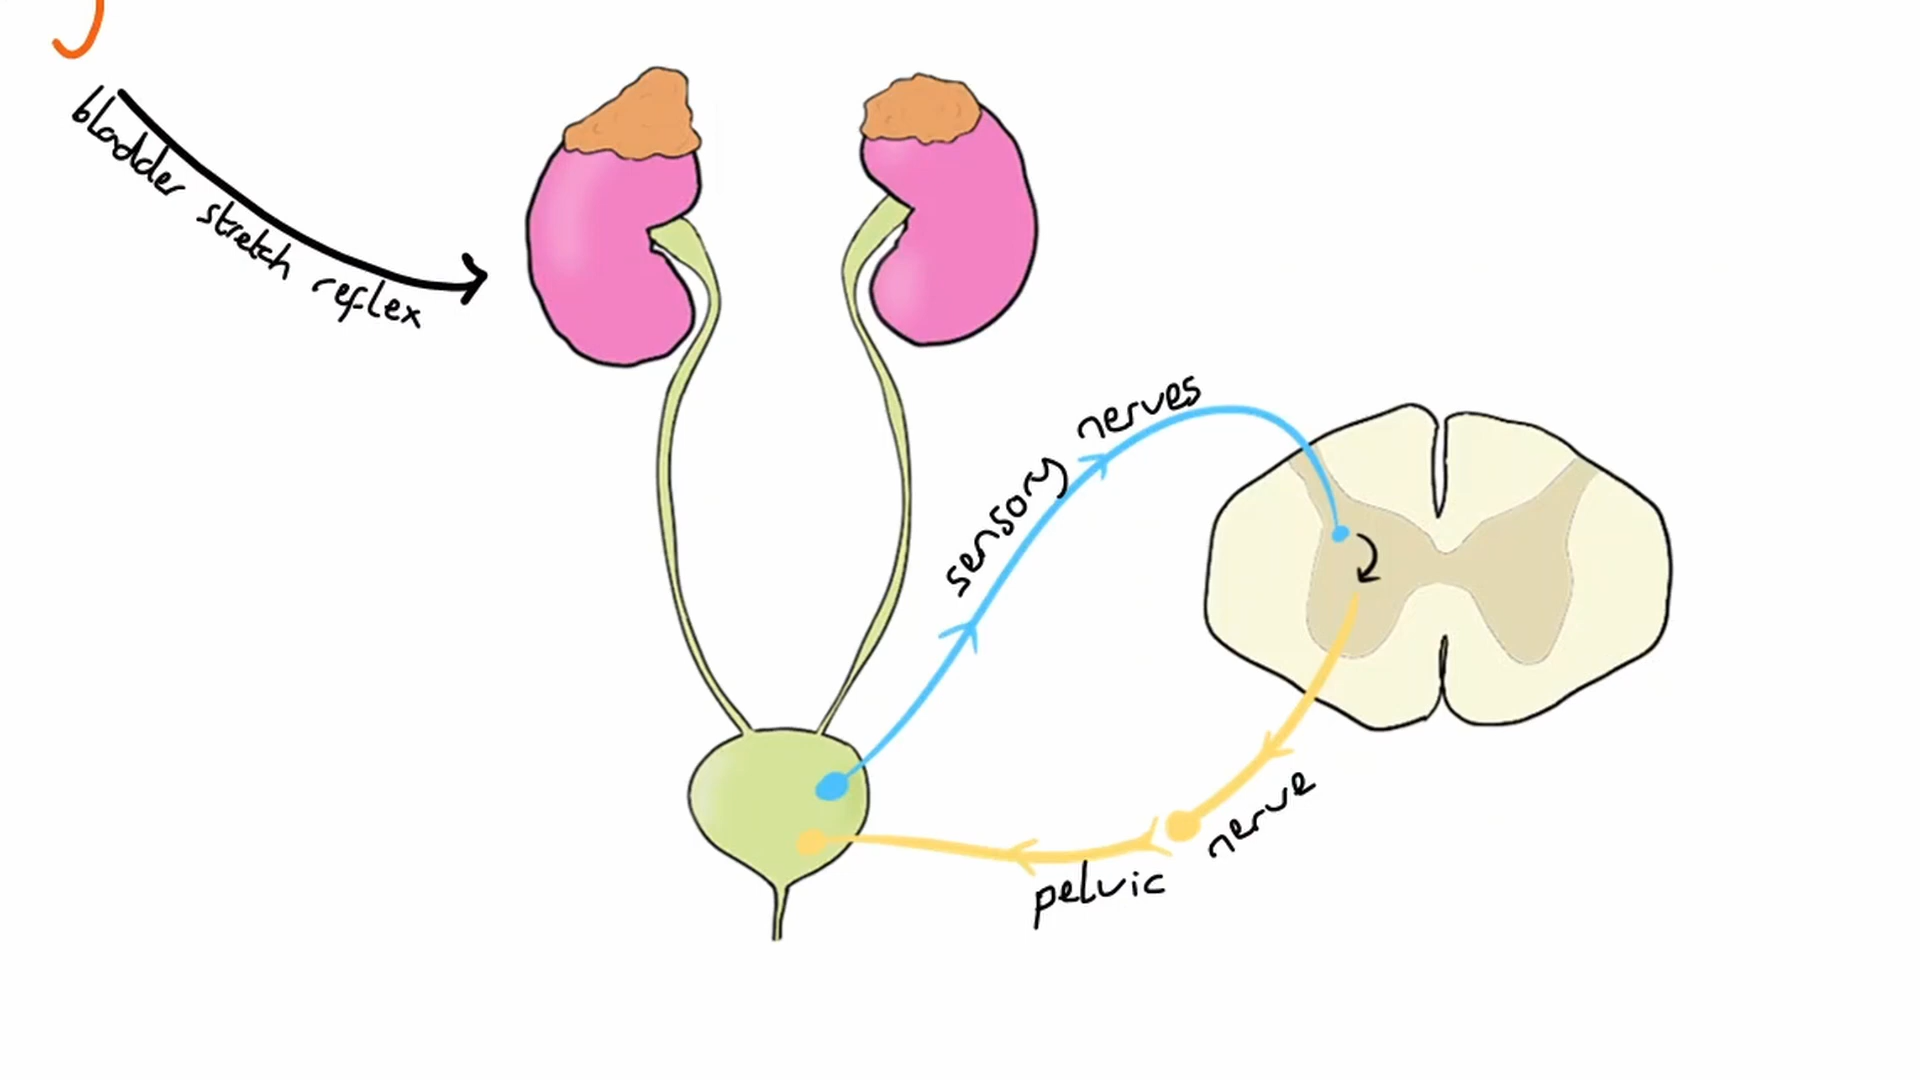 bladder stretch reflex
sensory nerves
pelvic nerve